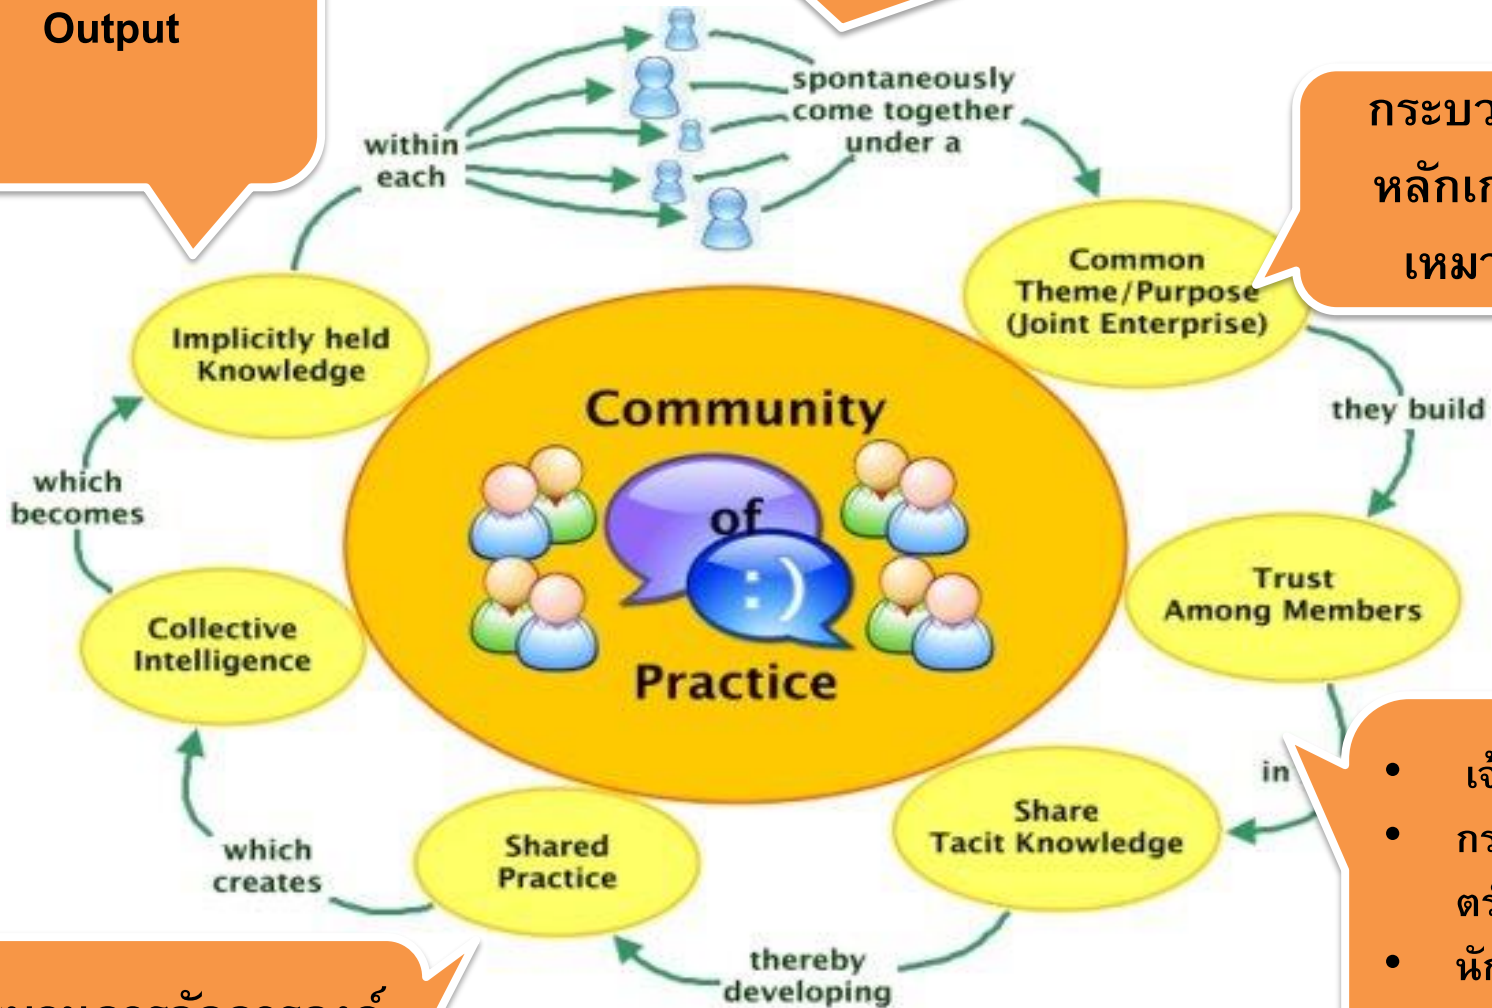 Output
within
each
spontaneously
come together
under a
Common
Theme/Purpose
(Joint Enterprise)
they build
Trust
Among Members
in
Share
Tacit Knowledge
thereby
developing
Shared
Practice
which
creates
Collective
Intelligence
which
becomes
Implicitly held
Knowledge
Community
of
:)
Practice